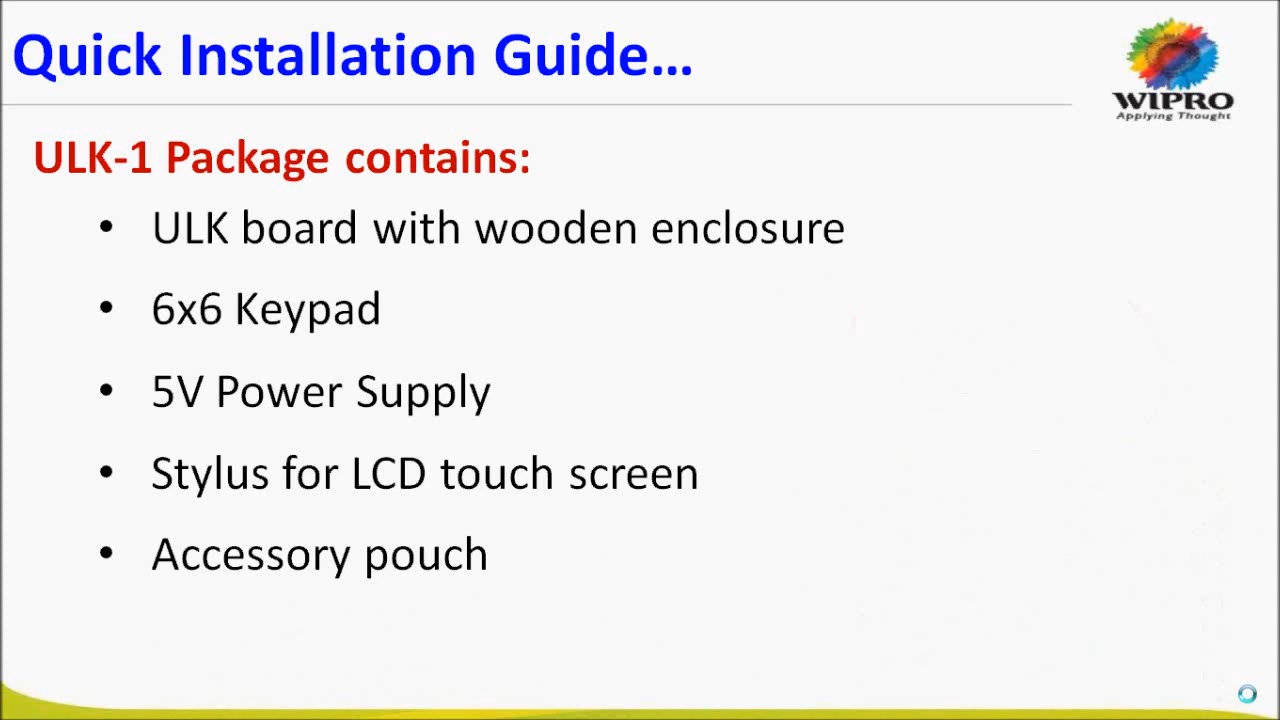 Quick Installation Guide...
WIPRO
Applying Thought
ULK-1 Package contains:
• ULK board with wooden enclosure
• 6x6 Keypad
• 5V Power Supply
• Stylus for LCD touch screen
• Accessory pouch